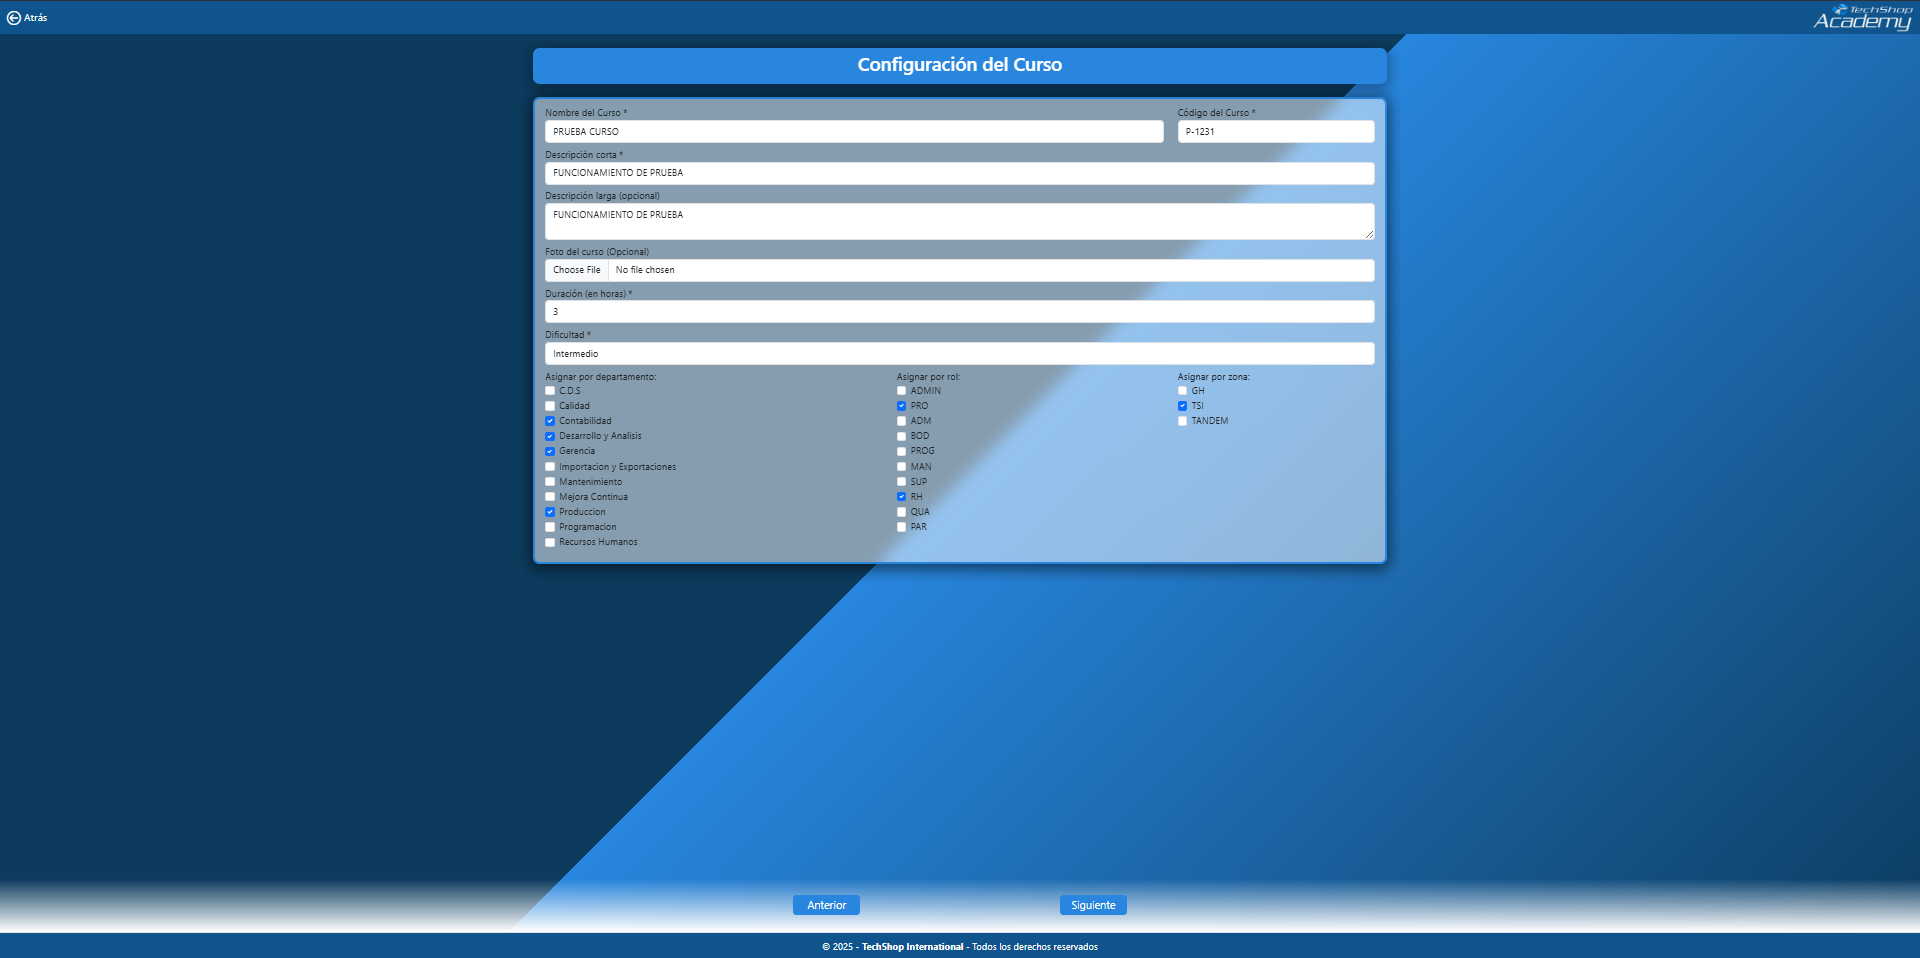 Atrás
TechShop
Academy
Configuración del Curso
Nombre del Curso *
Código del Curso *
PRUEBA CURSO
P-1231
Descripción corta *
FUNCIONAMIENTO DE PRUEBA
Descripción larga (opcional)
FUNCIONAMIENTO DE PRUEBA
Foto del curso (Opcional)
Choose File No file chosen
Duración (en horas) *
3
Dificultad *
Intermedio
Asignar por departamento:
C.D.S
Calidad
Contabilidad
Desarrollo y Analisis
Gerencia
Importacion y Exportaciones
Mantenimiento
Mejora Continua
Produccion
Programacion
Recursos Humanos
Asignar por rol:
ADMIN
PRO
ADM
BOD
PROG
MAN
SUP
RH
QUA
PAR
Asignar por zona:
GH
TSI
TANDEM
Anterior
Siguiente
© 2025 - TechShop International - Todos los derechos reservados